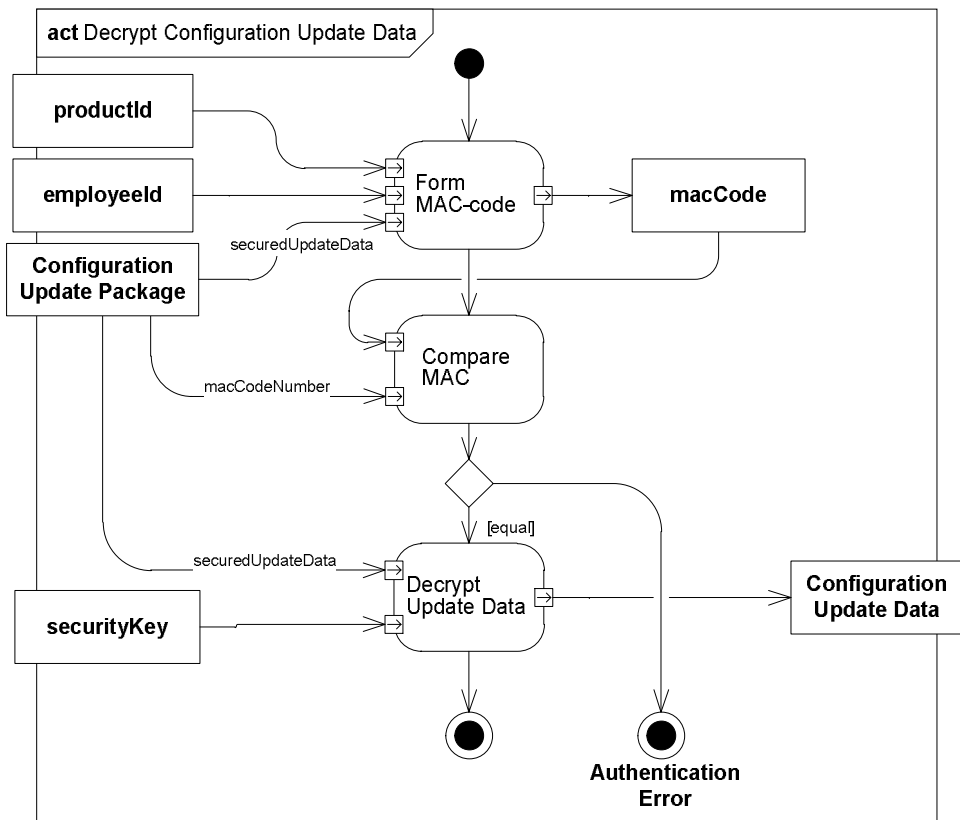 act Decrypt Configuration Update Data
productId
employeeId
Form
MAC-code
macCode
securedUpdateData
Configuration
Update Package
Compare
MAC
macCodeNumber
[equal]
securedUpdateData
Decrypt
Update Data
Configuration
Update Data
securityKey
Authentication
Error